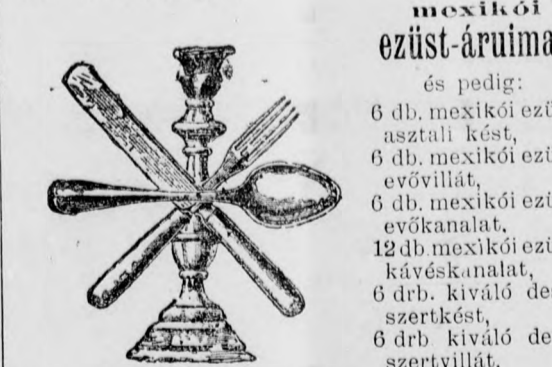 mexikói
ezüst-áruima
és pedig:
6 db. mexikói ezü
asztali kést,
6 db. mexikói ezü
evővillát,
6 db. mexikói ezü
evőkanalat,
12 db. mexikói ezü
kávéskanalat,
6 drb. kiváló de
szertkést,
6 drb kiváló de
szertvillát.